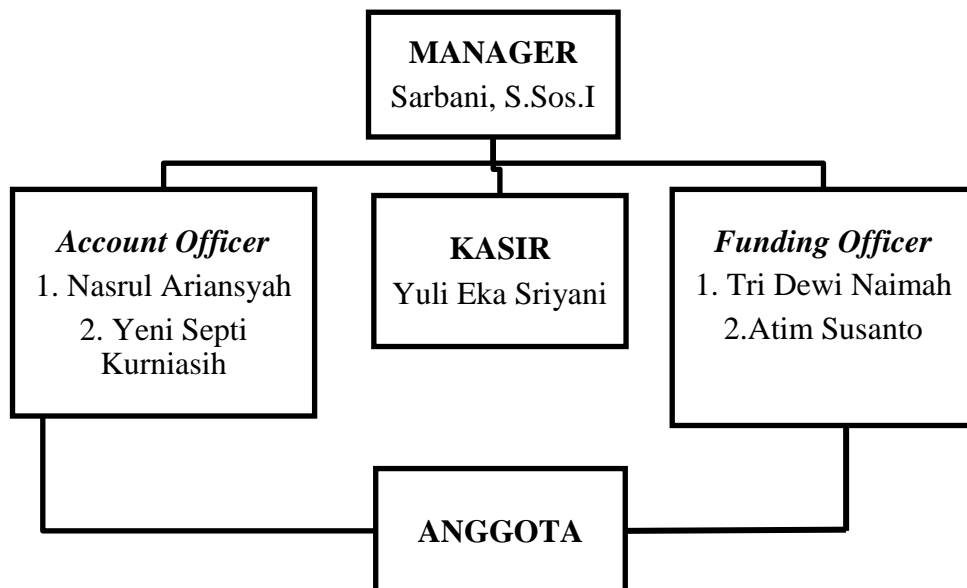 MANAGER
Sarbani, S.Sos.I
Account Officer
1. Nasrul Ariansyah
2. Yeni Septi
Kurniasih
KASIR
Yuli Eka Sriyani
Funding Officer
1. Tri Dewi Naimah
2.Atim Susanto
ANGGOTA